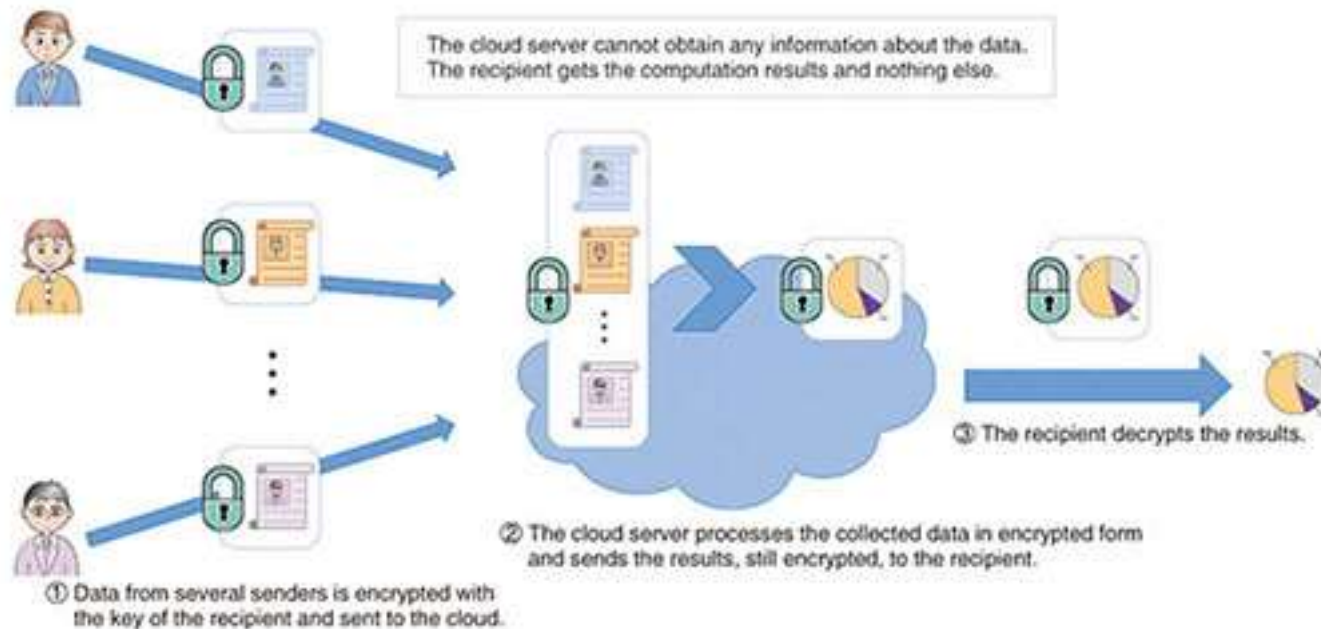 The cloud server cannot obtain any information about the data.
The recipient gets the computation results and nothing else.
③ The recipient decrypts the results.
② The cloud server processes the collected data in encrypted form
and sends the results, still encrypted, to the recipient.
① Data from several senders is encrypted with
the key of the recipient and sent to the cloud.